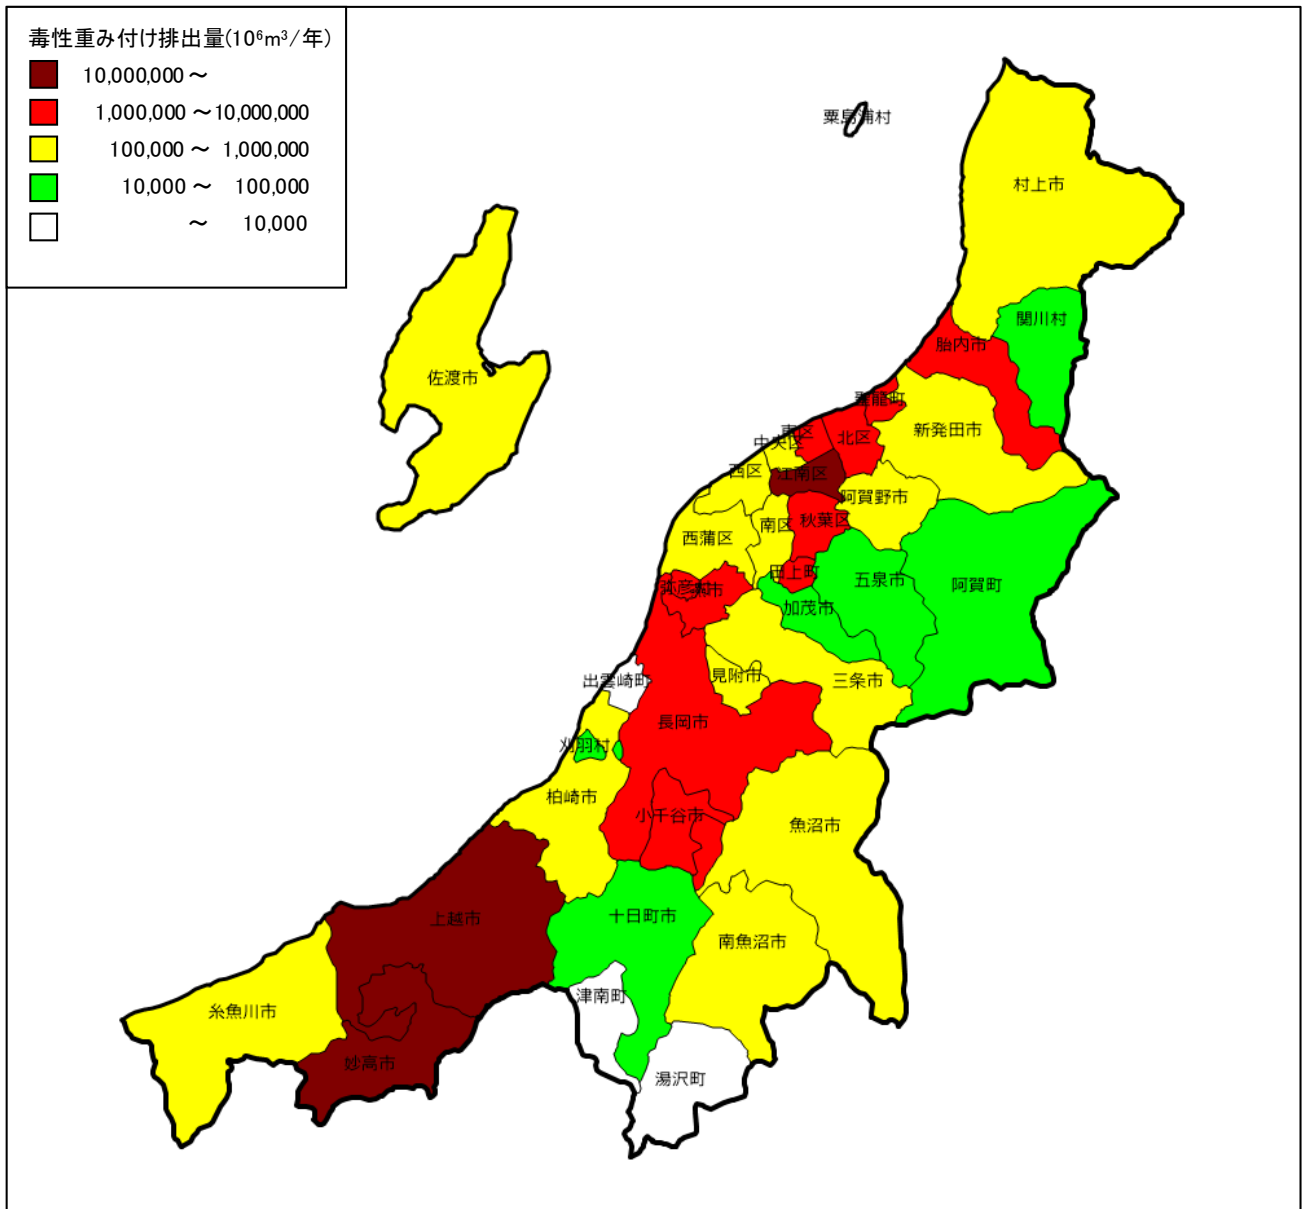 毒性重み付け排出量(10⁶m³/年)
10,000,000～
1,000,000～10,000,000
100,000～ 1,000,000
10,000～ 100,000
～ 10,000
粟島浦村
村上市
関川村
胎内市
佐渡市
聖籠町
新発田市
東区
北区
中央区
西区
江南区
阿賀野市
秋葉区
南区
西蒲区
田上町
五泉市
阿賀町
弥彦村
燕市
加茂市
出雲崎町
見附市
三条市
長岡市
刈羽村
柏崎市
小千谷市
魚沼市
上越市
十日町市
南魚沼市
津南町
糸魚川市
妙高市
湯沢町